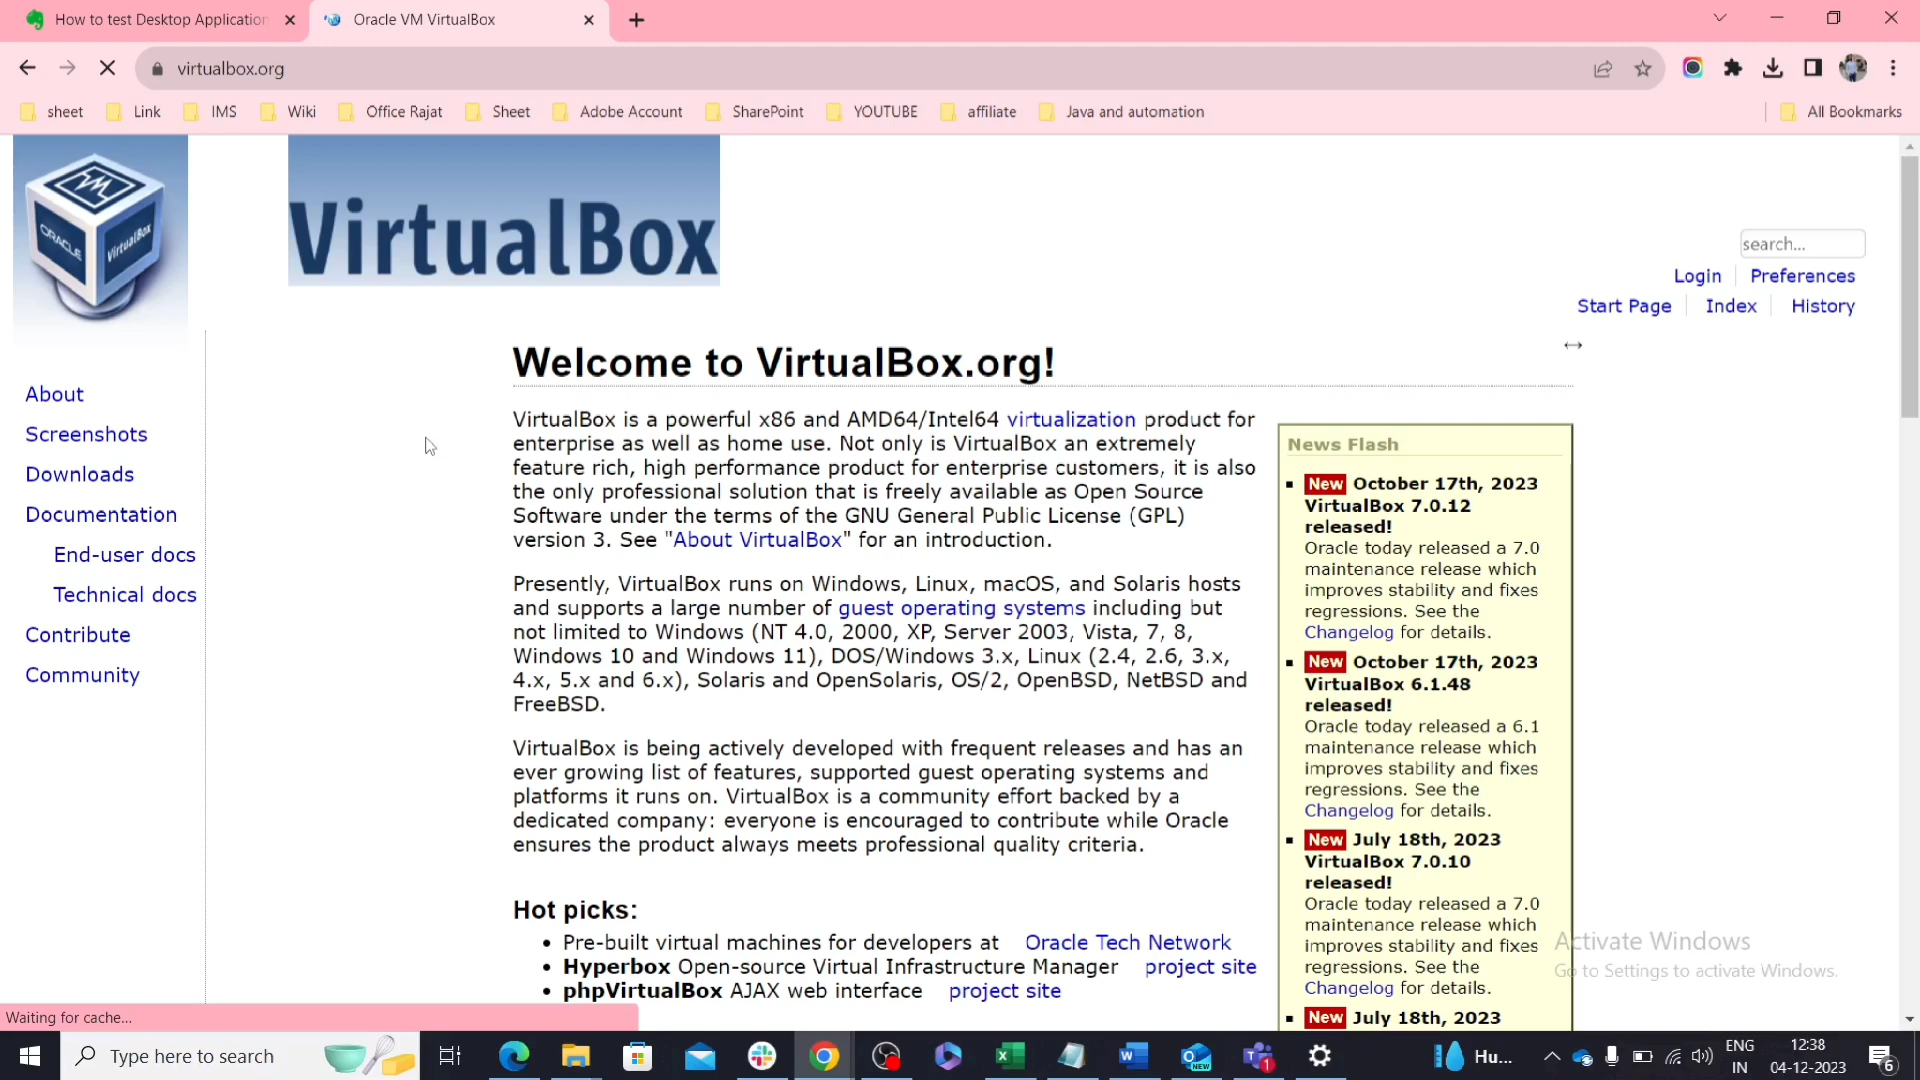 How to test Desktop Application
Oracle VM VirtualBox
virtualbox.org
sheet
Link
IMS
Wiki
Office Rajat
Sheet
Adobe Account
SharePoint
YOUTUBE
affiliate
Java and automation
All Bookmarks
ORACLE
VirtualBox
VirtualBox
search...
Login
Preferences
Start Page
Index
History
About
Screenshots
Downloads
Documentation
End-user docs
Technical docs
Contribute
Community
Welcome to VirtualBox.org!
VirtualBox is a powerful x86 and AMD64/Intel64 virtualization product for
enterprise as well as home use. Not only is VirtualBox an extremely
feature rich, high performance product for enterprise customers, it is also
the only professional solution that is freely available as Open Source
Software under the terms of the GNU General Public License (GPL)
version 3. See "About VirtualBox" for an introduction.
Presently, VirtualBox runs on Windows, Linux, macOS, and Solaris hosts
and supports a large number of guest operating systems including but
not limited to Windows (NT 4.0, 2000, XP, Server 2003, Vista, 7, 8,
Windows 10 and Windows 11), DOS/Windows 3.x, Linux (2.4, 2.6, 3.x,
4.x, 5.x and 6.x), Solaris and OpenSolaris, OS/2, OpenBSD, NetBSD and
FreeBSD.
VirtualBox is being actively developed with frequent releases and has an
ever growing list of features, supported guest operating systems and
platforms it runs on. VirtualBox is a community effort backed by a
dedicated company: everyone is encouraged to contribute while Oracle
ensures the product always meets professional quality criteria.
Hot picks:
Pre-built virtual machines for developers at Oracle Tech Network
Hyperbox Open-source Virtual Infrastructure Manager project site
phpVirtualBox AJAX web interface project site
News Flash
New October 17th, 2023
VirtualBox 7.0.12
released!
Oracle today released a 7.0
maintenance release which
improves stability and fixes
regressions. See the
Changelog for details.
New October 17th, 2023
VirtualBox 6.1.48
released!
Oracle today released a 6.1
maintenance release which
improves stability and fixes
regressions. See the
Changelog for details.
New July 18th, 2023
VirtualBox 7.0.10
released!
Oracle today released a 7.0
maintenance release which
improves stability and fixes
regressions. See the
Changelog for details.
New July 18th, 2023
Activate Windows
Go to Settings to activate Windows.
Waiting for cache...
Type here to search
NEW
1
Hu...
ENG
IN
12:38
04-12-2023
6